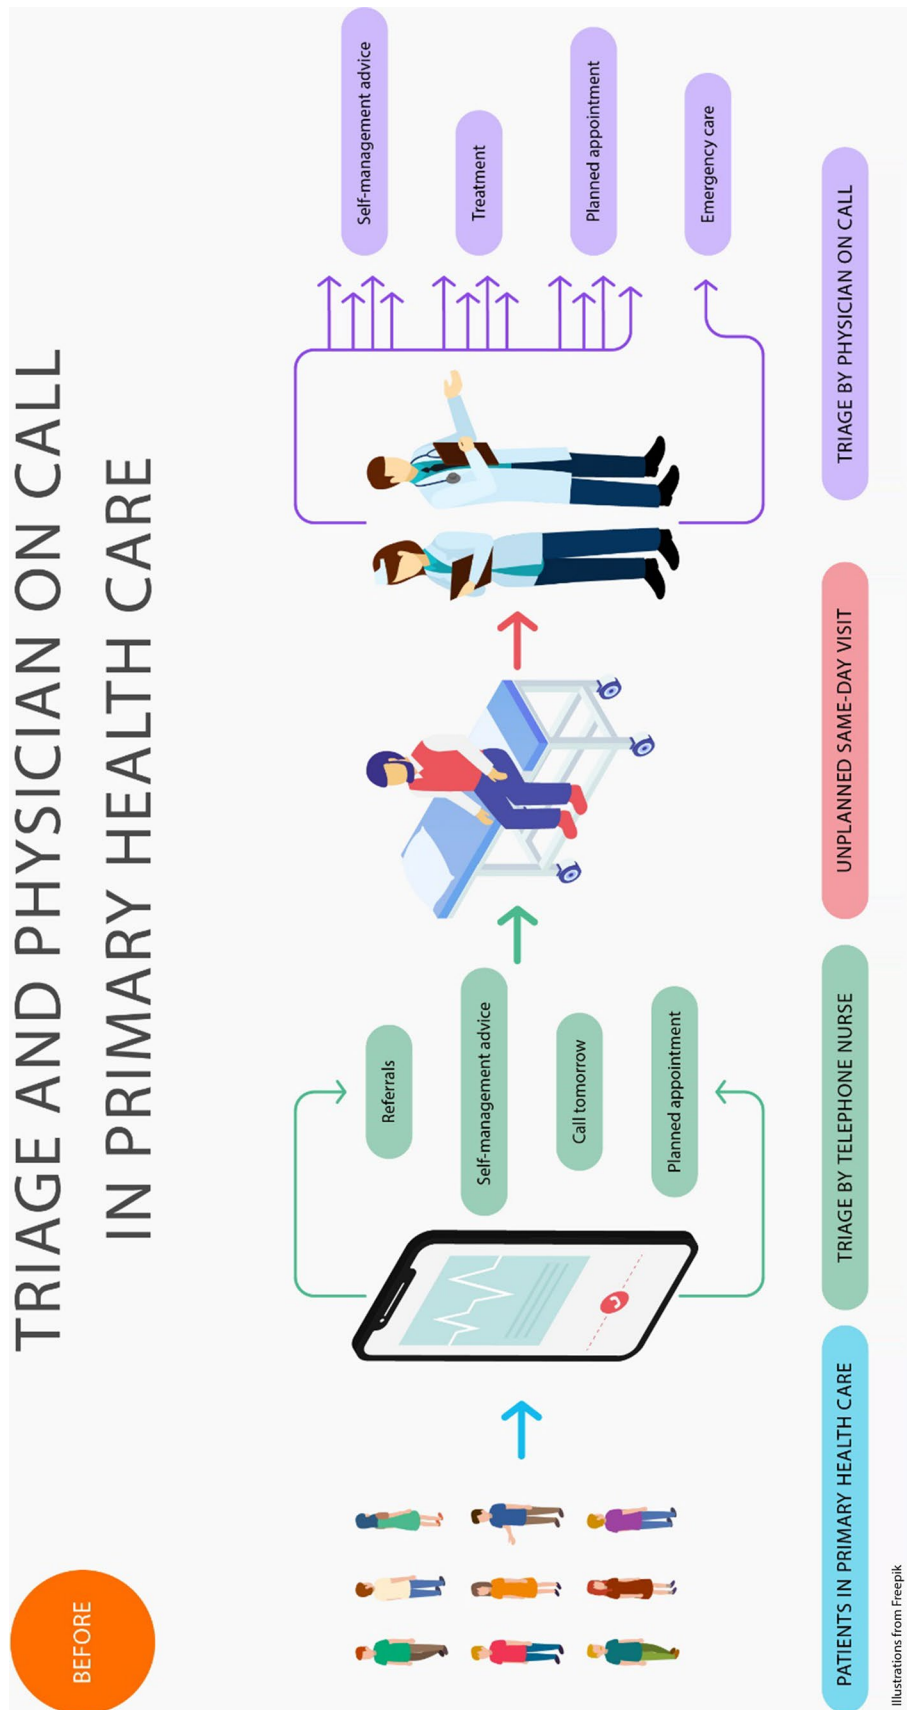 BEFORE
TRIAGE AND PHYSICIAN ON CALL
IN PRIMARY HEALTH CARE
Referrals
Self-management advice
Call tomorrow
Planned appointment
Self-management advice
Treatment
Planned appointment
Emergency care
PATIENTS IN PRIMARY HEALTH CARE
TRIAGE BY TELEPHONE NURSE
UNPLANNED SAME-DAY VISIT
TRIAGE BY PHYSICIAN ON CALL
Illustrations from Freepik